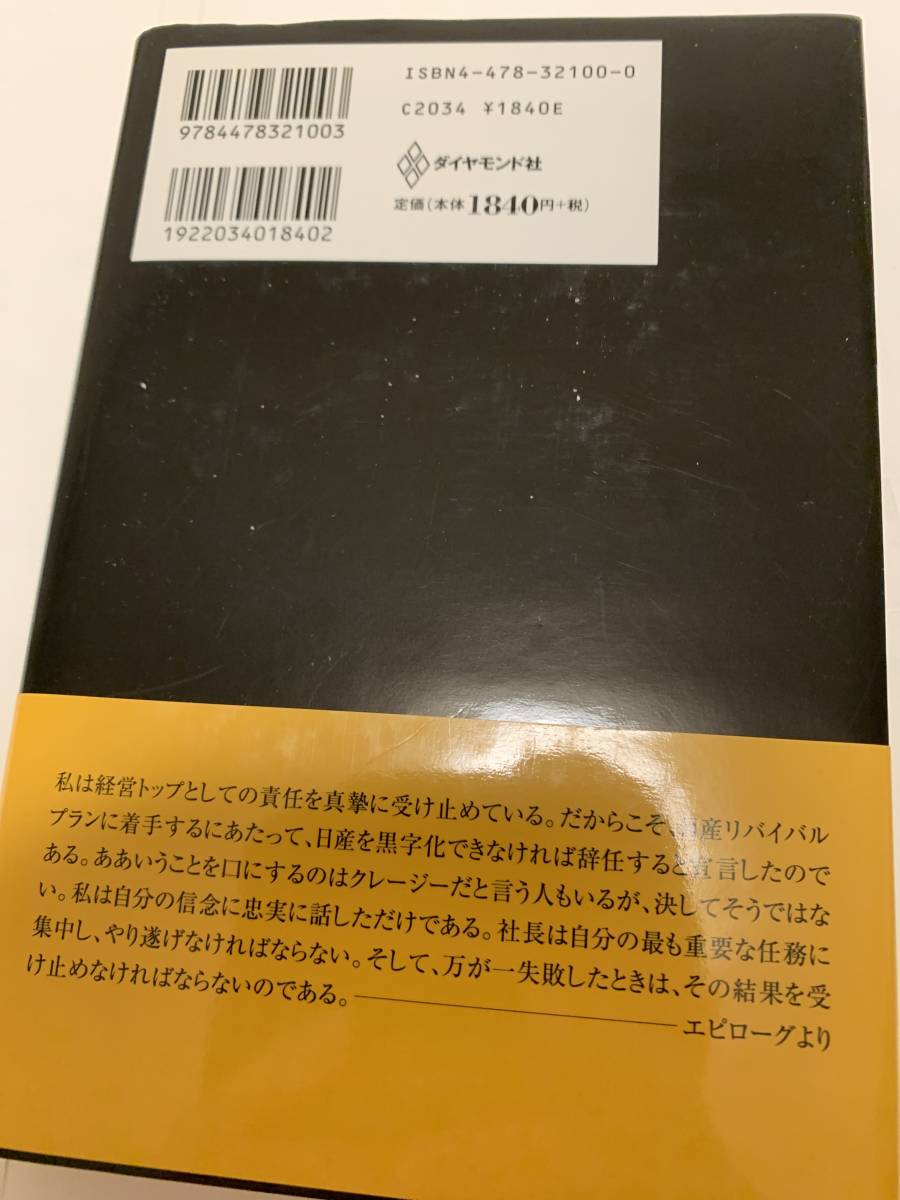 ISBN4-478-32100-0
C2034 ¥1840E
9784478321003
ダイヤモンド社
定価(本体1840円+税)
1922034018402
私は経営トップとしての責任を真摯に受け止めている。だからこそ、日産リバイバル
プランに着手するにあたって、日産を黒字化できなければ辞任すると宣言したので
ある。ああいうことを口にするのはクレージーだと言う人もいるが、決してそうではな
い。私は自分の信念に忠実に話しただけである。社長は自分の最も重要な任務に
集中し、やり遂げなければならない。そして、万が一失敗したときは、その結果を受
け止めなければならないのである。――エピローグより